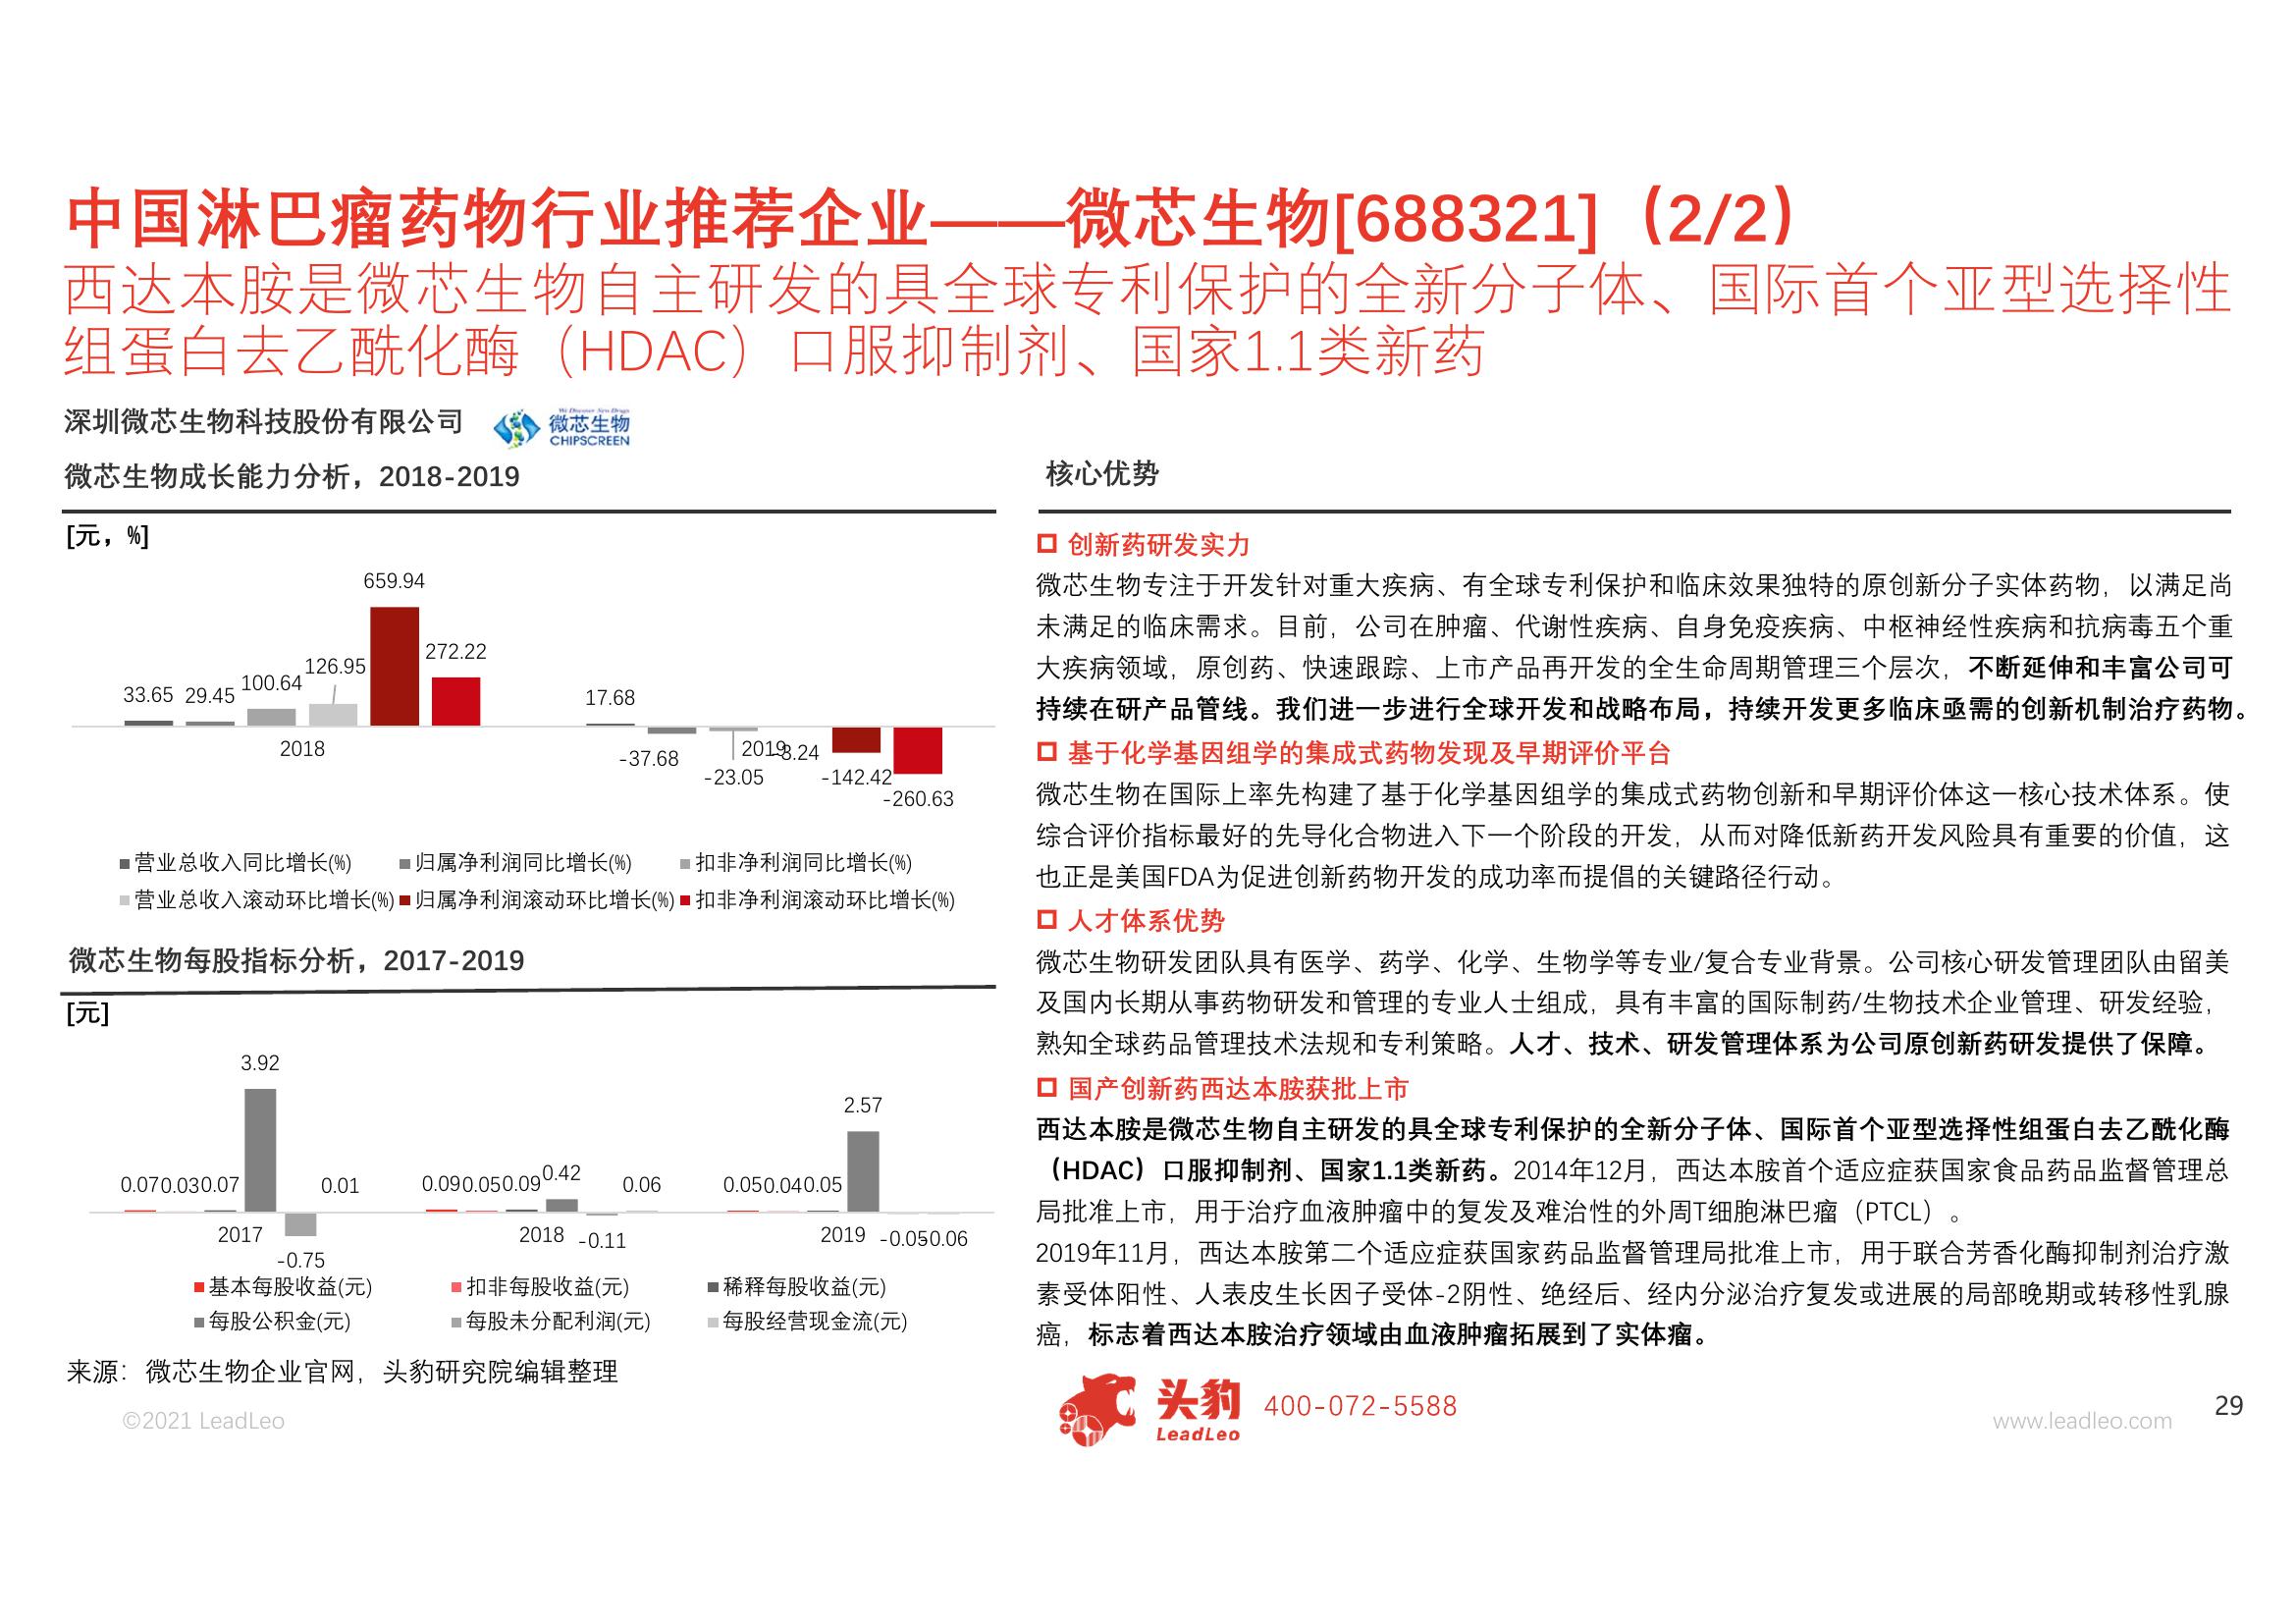 中国淋巴瘤药物行业推荐企业——微芯生物[688321]（2/2）
西达本胺是微芯生物自主研发的具全球专利保护的全新分子体、国际首个亚型选择性
组蛋白去乙酰化酶（HDAC）口服抑制剂、国家1.1类新药
深圳微芯生物科技股份有限公司
We Discover New Drugs
微芯生物
CHIPSCREEN
微芯生物成长能力分析，2018-2019
[元，%]
659.94
272.22
126.95
100.64
33.65 29.45
17.68
2018
2019
-37.68
-23.05
-3.24
-142.42
-260.63
营业总收入同比增长(%) 归属净利润同比增长(%) 扣非净利润同比增长(%)
营业总收入滚动环比增长(%) 归属净利润滚动环比增长(%) 扣非净利润滚动环比增长(%)
微芯生物每股指标分析，2017-2019
[元]
3.92
2.57
0.07 0.03 0.07 0.01 0.09 0.05 0.09 0.42 0.06 0.05 0.04 0.05
2017 2018 -0.11 2019 -0.05 -0.06
-0.75
基本每股收益(元) 扣非每股收益(元) 稀释每股收益(元)
每股公积金(元) 每股未分配利润(元) 每股经营现金流(元)
来源：微芯生物企业官网，头豹研究院编辑整理
©2021 LeadLeo
核心优势
创新药研发实力
微芯生物专注于开发针对重大疾病、有全球专利保护和临床效果独特的原创新分子实体药物，以满足尚
未满足的临床需求。目前，公司在肿瘤、代谢性疾病、自身免疫疾病、中枢神经性疾病和抗病毒五个重
大疾病领域，原创药、快速跟踪、上市产品再开发的全生命周期管理三个层次，不断延伸和丰富公司可
持续在研产品管线。我们进一步进行全球开发和战略布局，持续开发更多临床亟需的创新机制治疗药物。
基于化学基因组学的集成式药物发现及早期评价平台
微芯生物在国际上率先构建了基于化学基因组学的集成式药物创新和早期评价体这一核心技术体系。使
综合评价指标最好的先导化合物进入下一个阶段的开发，从而对降低新药开发风险具有重要的价值，这
也正是美国FDA为促进创新药物开发的成功率而提倡的关键路径行动。
人才体系优势
微芯生物研发团队具有医学、药学、化学、生物学等专业/复合专业背景。公司核心研发管理团队由留美
及国内长期从事药物研发和管理的专业人士组成，具有丰富的国际制药/生物技术企业管理、研发经验，
熟知全球药品管理技术法规和专利策略。人才、技术、研发管理体系为公司原创新药研发提供了保障。
国产创新药西达本胺获批上市
西达本胺是微芯生物自主研发的具全球专利保护的全新分子体、国际首个亚型选择性组蛋白去乙酰化酶
（HDAC）口服抑制剂、国家1.1类新药。2014年12月，西达本胺首个适应症获国家食品药品监督管理总
局批准上市，用于治疗血液肿瘤中的复发及难治性的外周T细胞淋巴瘤（PTCL）。
2019年11月，西达本胺第二个适应症获国家药品监督管理局批准上市，用于联合芳香化酶抑制剂治疗激
素受体阳性、人表皮生长因子受体-2阴性、绝经后、经内分泌治疗复发或进展的局部晚期或转移性乳腺
癌，标志着西达本胺治疗领域由血液肿瘤拓展到了实体瘤。
头豹
LeadLeo
400-072-5588
www.leadleo.com
29